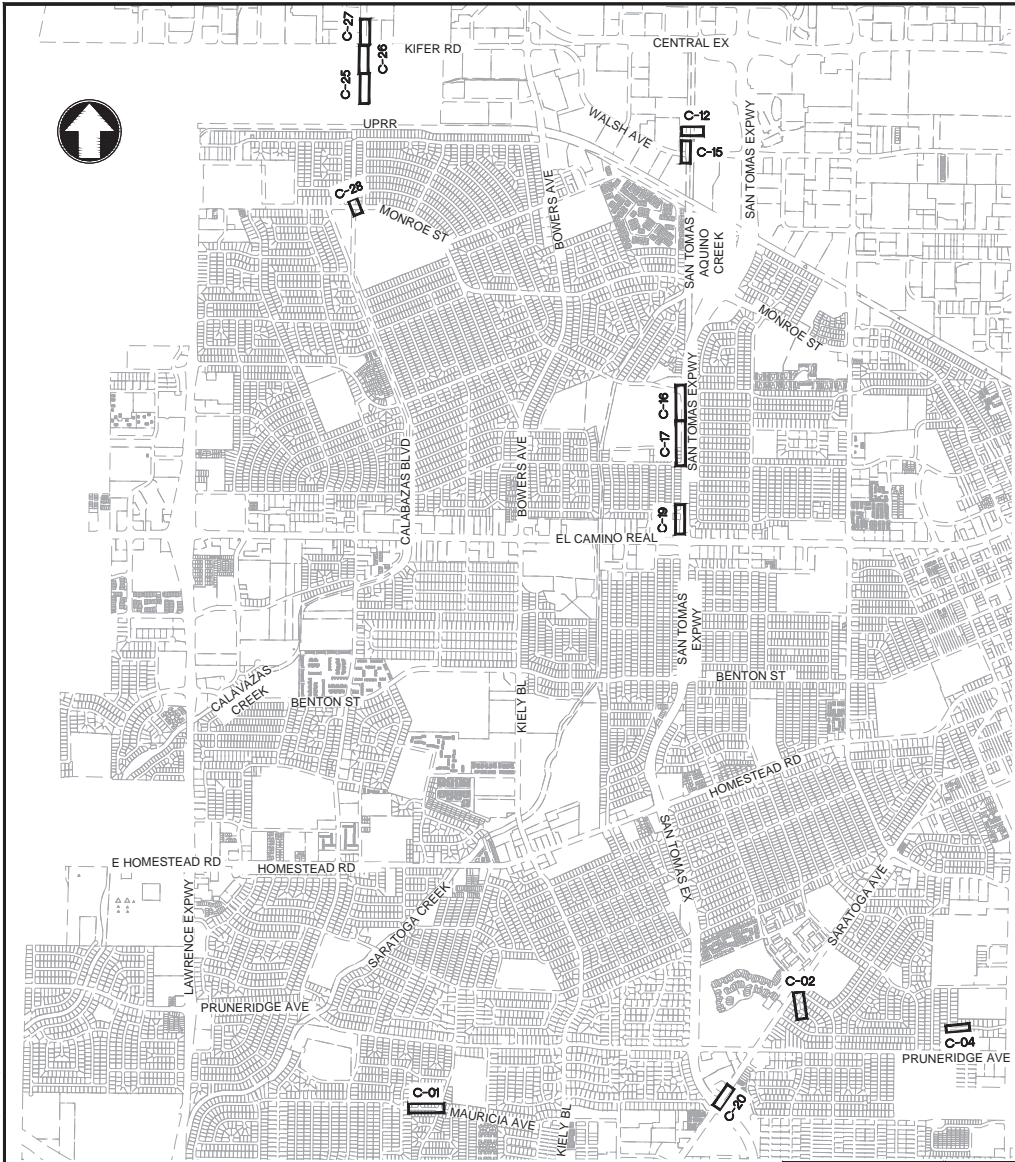 C-27
C-26
C-25
KIFER RD
CENTRAL EX
UPRR
WALSH AVE
C-12
C-15
SAN TOMAS EXPWY
C-28
MONROE ST
BOWERS AVE
SAN TOMAS
AQUINO
CREEK
MONROE ST
C-16
C-17
SAN TOMAS EXPWY
CALABAZAS BLVD
BOWERS AVE
C-19
EL CAMINO REAL
SAN TOMAS
EXPWY
CALAVAZAS
CREEK
BENTON ST
KIELY BL
BENTON ST
HOMESTEAD RD
E HOMESTEAD RD
HOMESTEAD RD
SAN TOMAS EX
SARATOGA CREEK
SARATOGA AVE
LAWRENCE EXPWY
PRUNERIDGE AVE
C-02
C-04
PRUNERIDGE AVE
C-01
MAURICIA AVE
KIELY BL
C-20